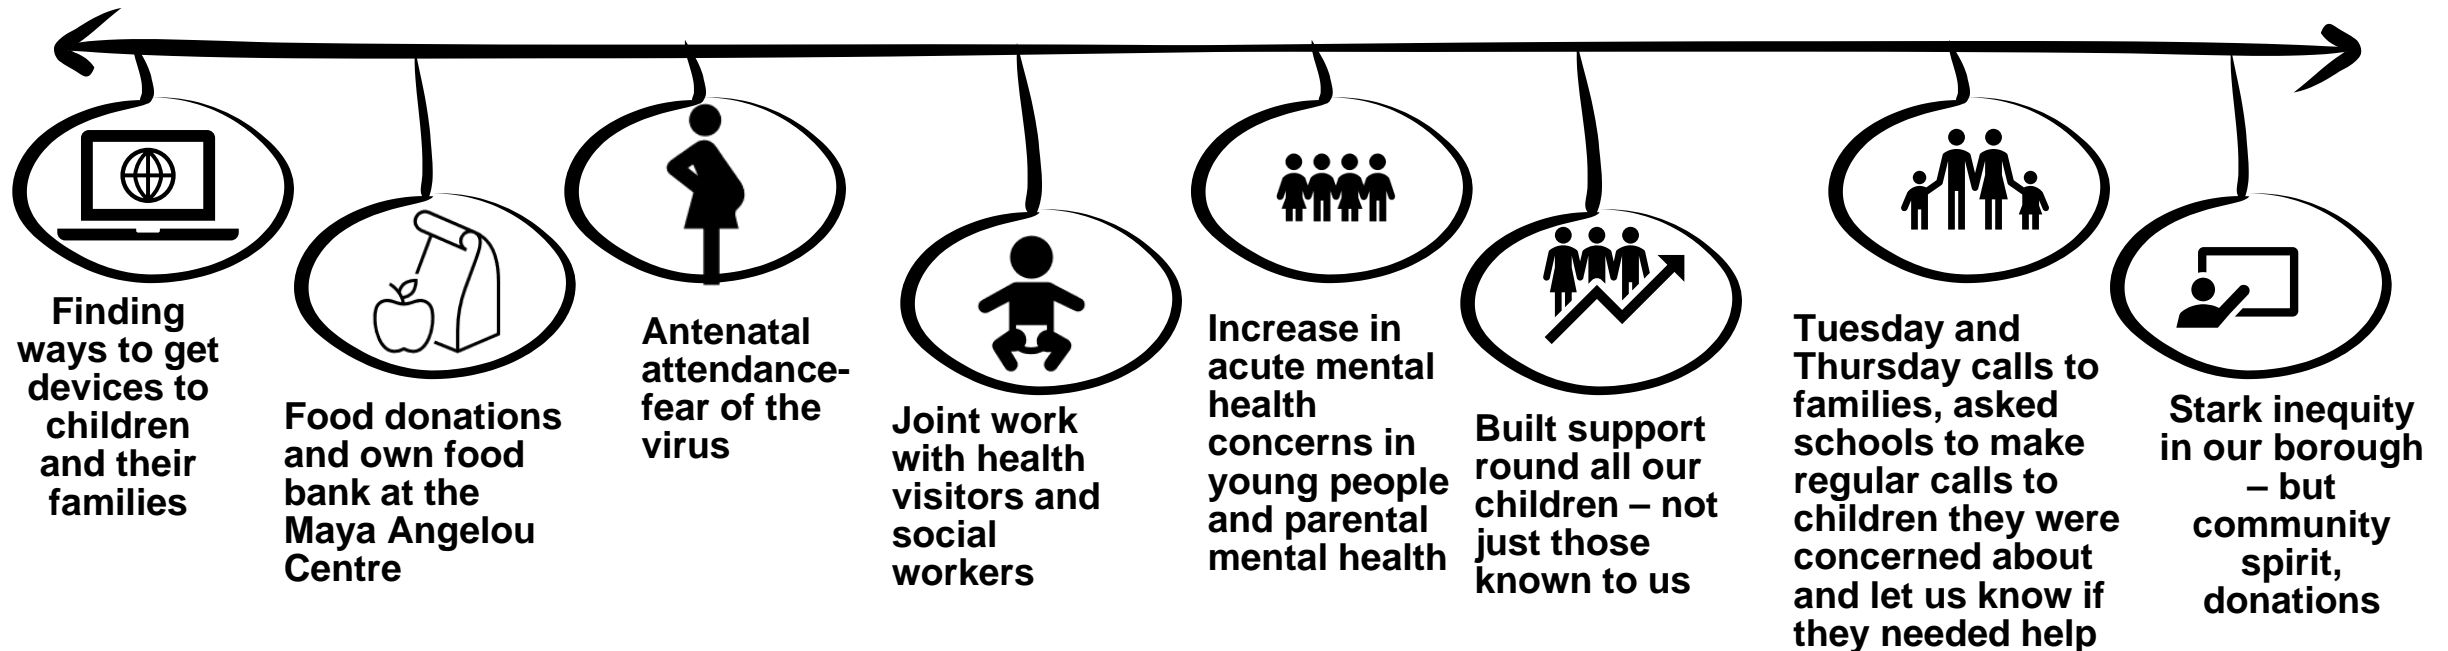 Finding
ways to get
devices to
children
and their
families
Food donations
and own food
bank at the
Maya Angelou
Centre
Antenatal
attendance-
fear of the
virus
Joint work
with health
visitors and
social
workers
Increase in
acute mental
health
concerns in
young people
and parental
mental health
Built support
round all our
children – not
just those
known to us
Tuesday and
Thursday calls to
families, asked
schools to make
regular calls to
children they were
concerned about
and let us know if
they needed help
Stark inequity
in our borough
– but
community
spirit,
donations